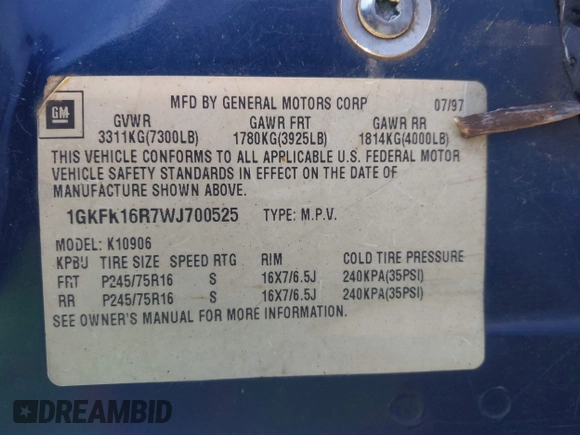 GM
MFD BY GENERAL MOTORS CORP 07/97
GVWR GAWR FRT GAWR RR
3311KG(7300LB) 1780KG(3925LB) 1814KG(4000LB)
THIS VEHICLE CONFORMS TO ALL APPLICABLE U.S. FEDERAL MOTOR
VEHICLE SAFETY STANDARDS IN EFFECT ON THE DATE OF
MANUFACTURE SHOWN ABOVE.
1GKFK16R7WJ700525 TYPE: M.P.V.
MODEL: K10906
KPBU TIRE SIZE SPEED RTG RIM COLD TIRE PRESSURE
FRT P245/75R16 S 16X7/6.5J 240KPA(35PSI)
RR P245/75R16 S 16X7/6.5J 240KPA(35PSI)
SEE OWNER'S MANUAL FOR MORE INFORMATION.
DREAMBID